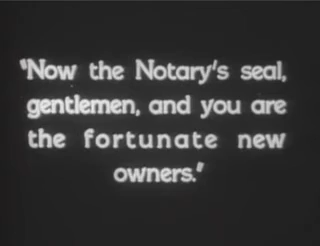 "Now the Notary's seal,
gentlemen, and you are
the fortunate new
owners."